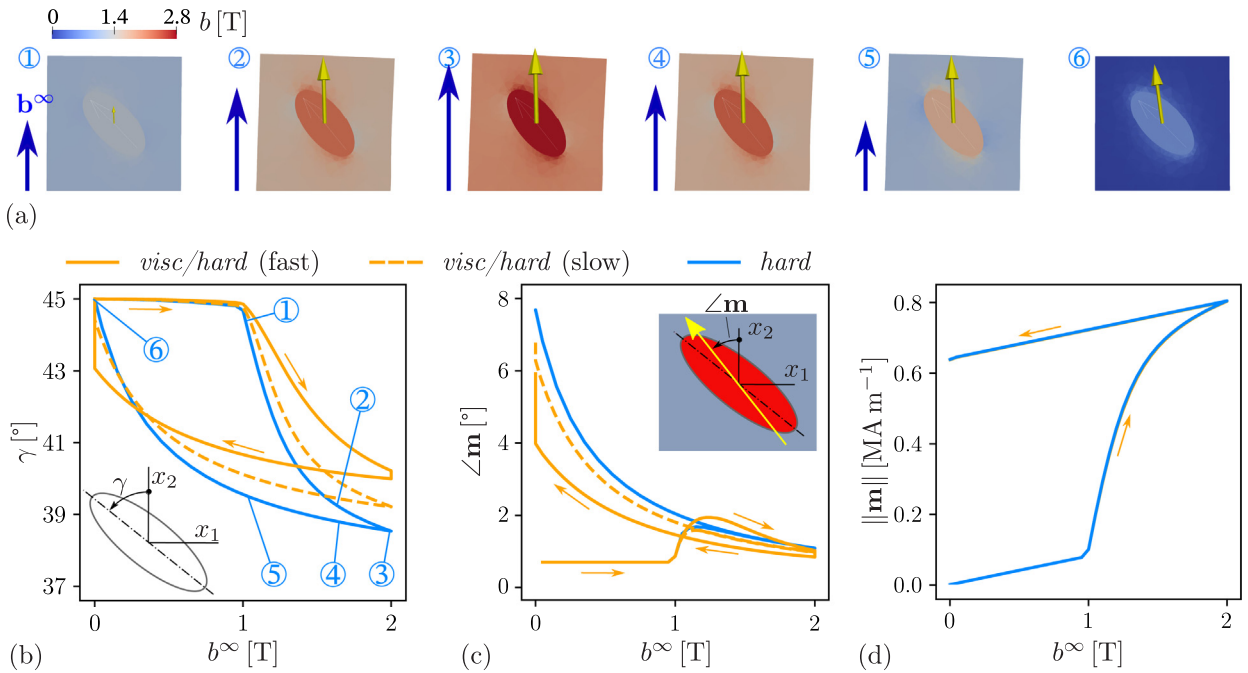 0 1.4 2.8 b [T]
① ② ③ ④ ⑤ ⑥
b∞
(a)
visc/hard (fast) visc/hard (slow) hard
45
43
41
39
37
γ [°]
0 1 2
b∞ [T]
① ② ③ ④ ⑤ ⑥
γ x2
x1
(b)
8
6
4
2
0
∠m [°]
0 1 2
b∞ [T]
∠m
x2
x1
(c)
0.8
0.6
0.4
0.2
0.0
||m|| [MA m−1]
0 1 2
b∞ [T]
(d)